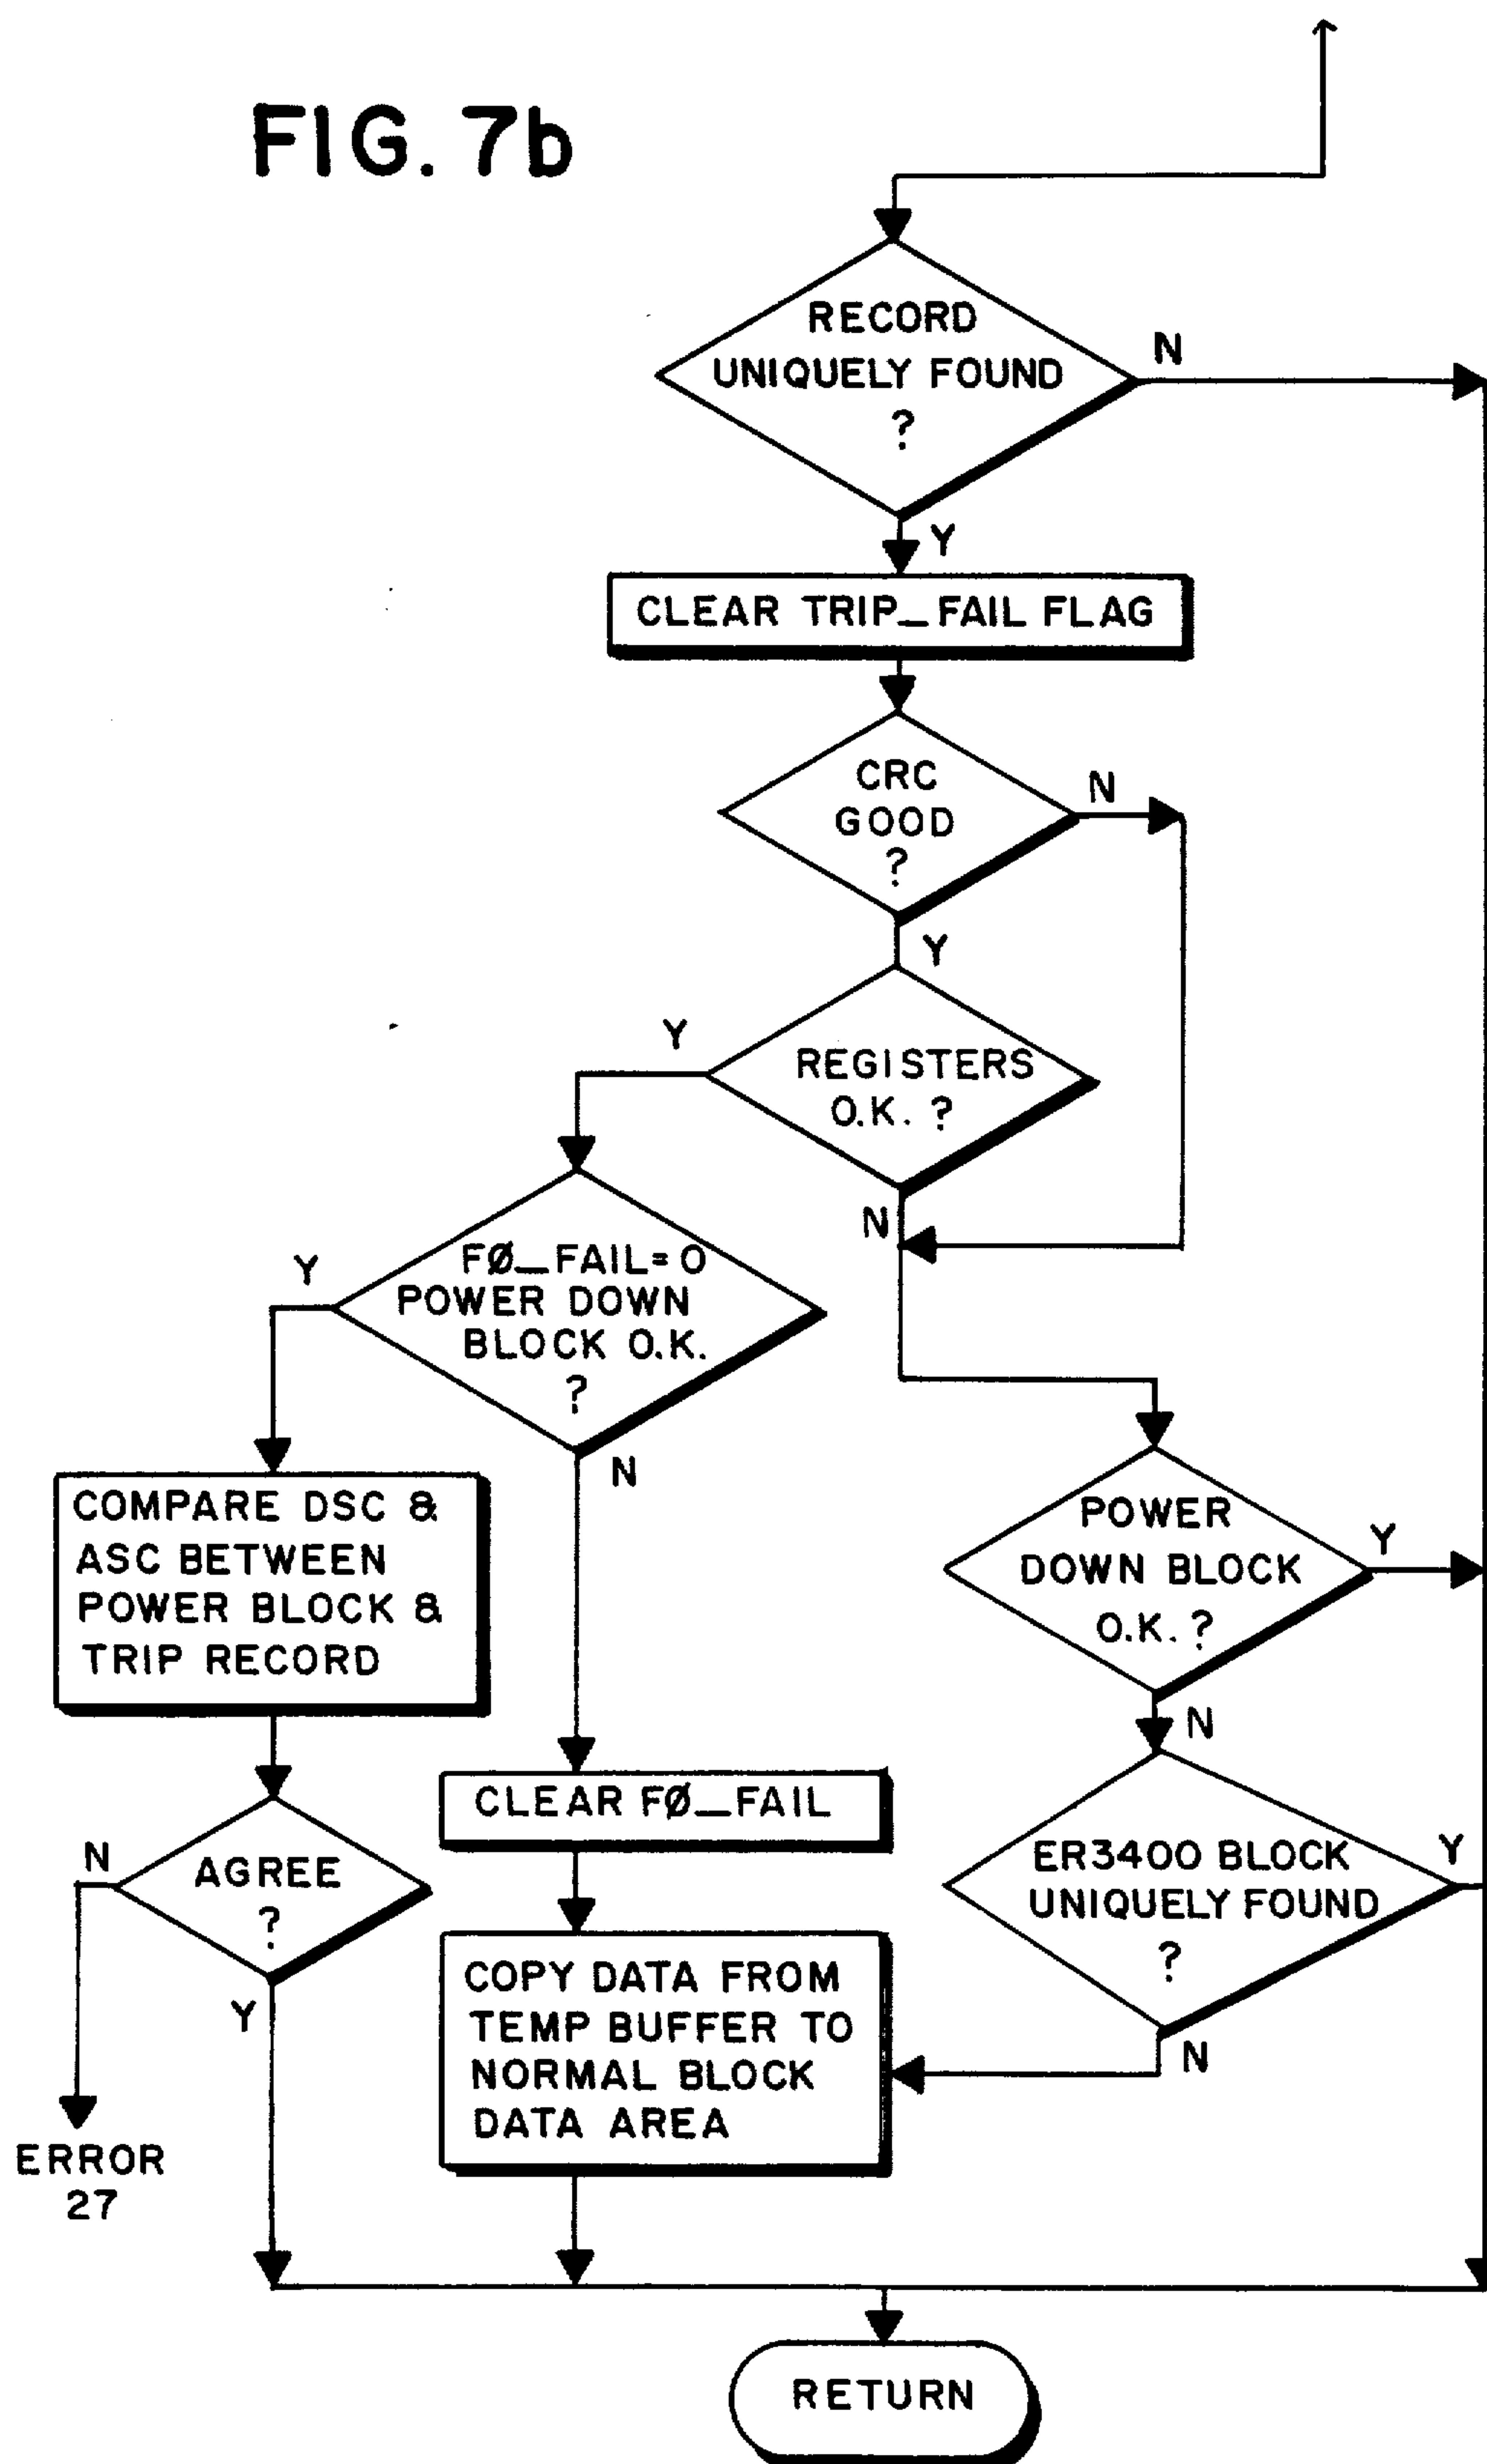 FIG. 7b
RECORD
UNIQUELY FOUND
?
N
Y
CLEAR TRIP_FAIL FLAG
CRC
GOOD
?
N
Y
REGISTERS
O.K. ?
Y
N
FØ_FAIL=0
POWER DOWN
BLOCK O.K.
?
Y
N
COMPARE DSC &
ASC BETWEEN
POWER BLOCK &
TRIP RECORD
POWER
DOWN BLOCK
O.K. ?
Y
N
CLEAR FØ_FAIL
AGREE
?
N
Y
ER3400 BLOCK
UNIQUELY FOUND
?
Y
N
COPY DATA FROM
TEMP BUFFER TO
NORMAL BLOCK
DATA AREA
ERROR
27
RETURN